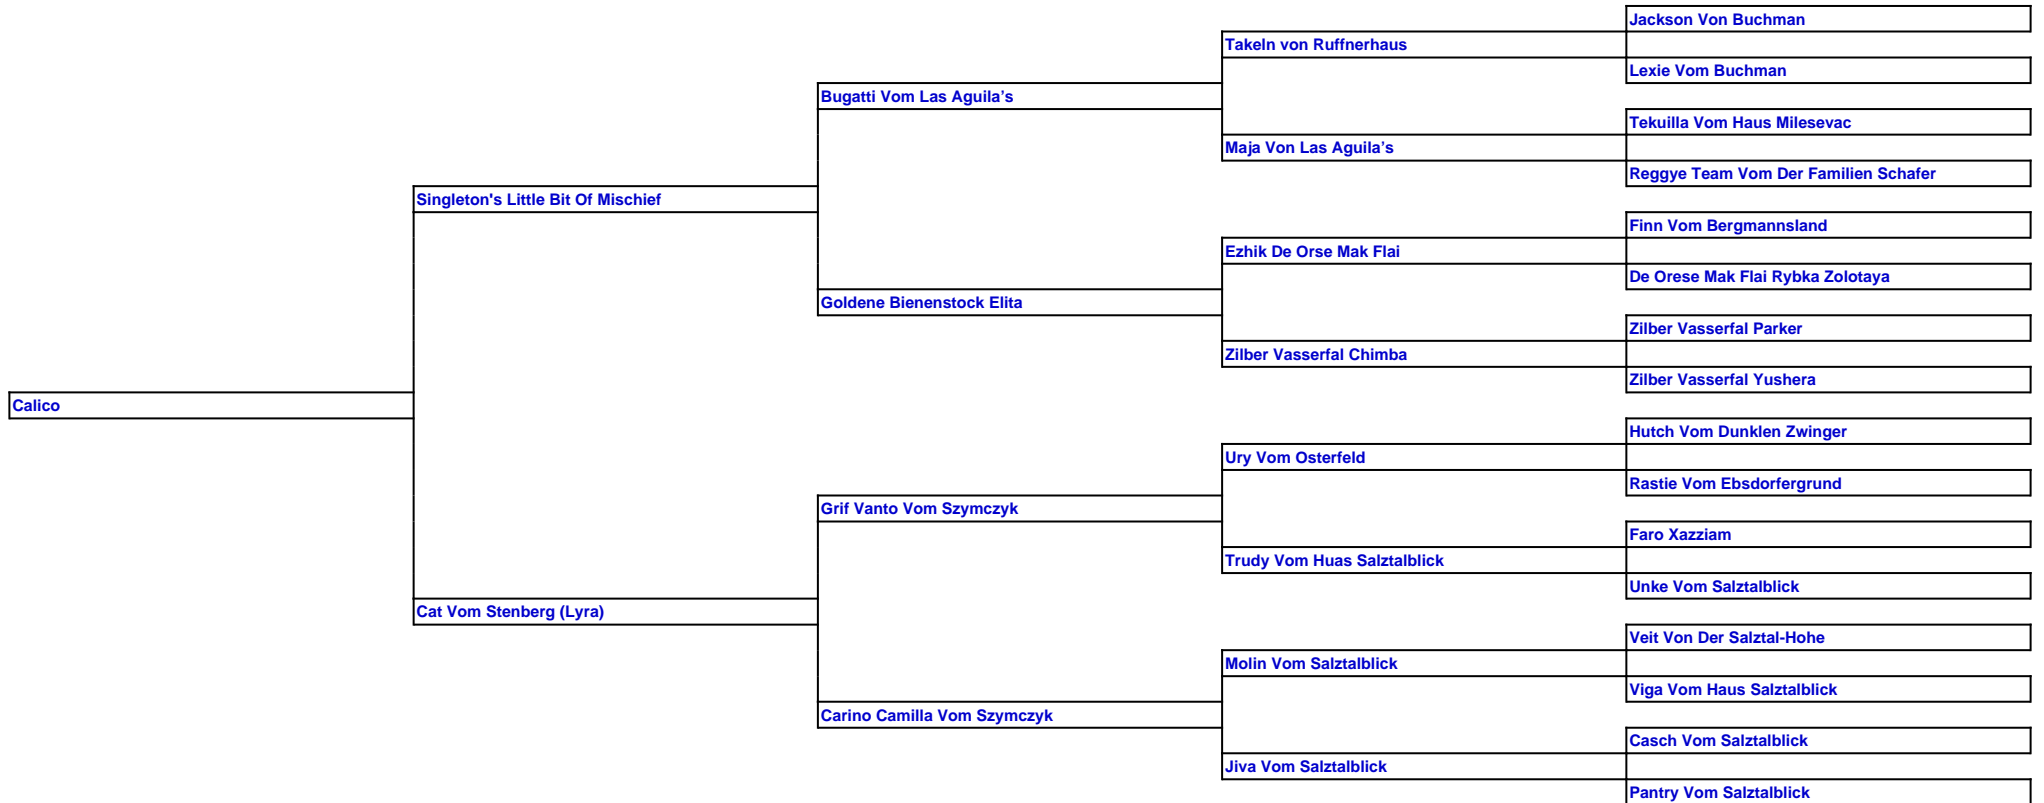 Jackson Von Buchman
Takeln von Ruffnerhaus
Lexie Vom Buchman
Bugatti Vom Las Aguila’s
Tekuilla Vom Haus Milesevac
Maja Von Las Aguila’s
Reggye Team Vom Der Familien Schafer
Singleton's Little Bit Of Mischief
Finn Vom Bergmannsland
Ezhik De Orse Mak Flai
De Orese Mak Flai Rybka Zolotaya
Goldene Bienenstock Elita
Zilber Vasserfal Parker
Zilber Vasserfal Chimba
Zilber Vasserfal Yushera
Calico
Hutch Vom Dunklen Zwinger
Ury Vom Osterfeld
Rastie Vom Ebsdorfergrund
Grif Vanto Vom Szymczyk
Faro Xazziam
Trudy Vom Huas Salztalblick
Unke Vom Salztalblick
Cat Vom Stenberg (Lyra)
Veit Von Der Salztal-Hohe
Molin Vom Salztalblick
Viga Vom Haus Salztalblick
Carino Camilla Vom Szymczyk
Casch Vom Salztalblick
Jiva Vom Salztalblick
Pantry Vom Salztalblick